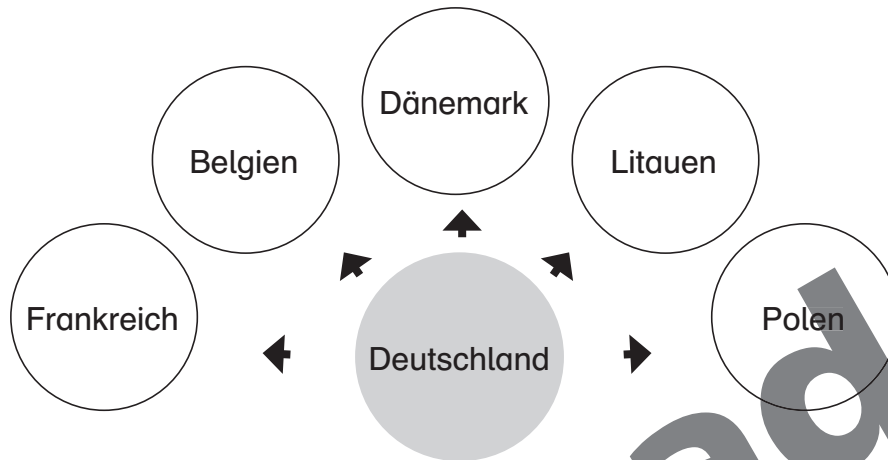 Dänemark
Belgien
Litauen
Frankreich
Polen
Deutschland